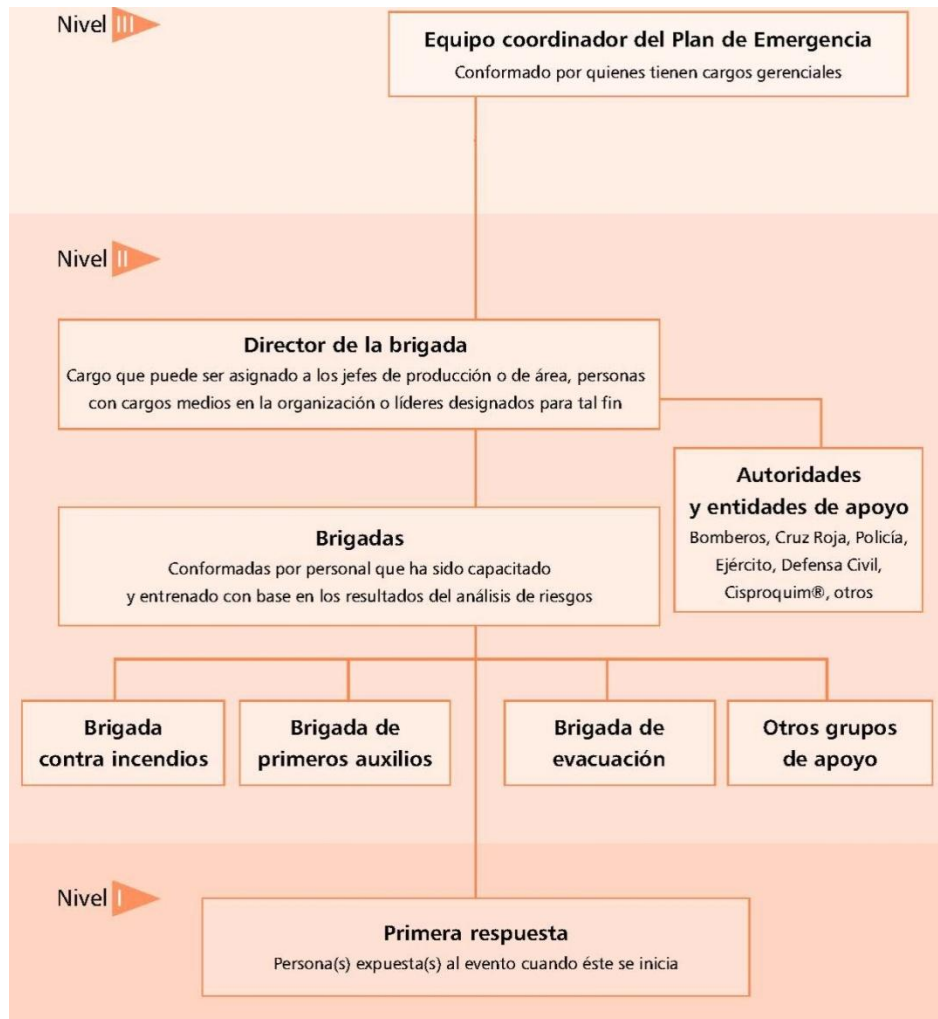 Nivel III
Equipo coordinador del Plan de Emergencia
Conformado por quienes tienen cargos gerenciales
Nivel II
Director de la brigada
Cargo que puede ser asignado a los jefes de producción o de área, personas
con cargos medios en la organización o líderes designados para tal fin
Autoridades
y entidades de apoyo
Bomberos, Cruz Roja, Policía,
Ejército, Defensa Civil,
Cisproquim®, otros
Brigadas
Conformadas por personal que ha sido capacitado
y entrenado con base en los resultados del análisis de riesgos
Brigada
contra incendios
Brigada de
primeros auxilios
Brigada de
evacuación
Otros grupos
de apoyo
Nivel I
Primera respuesta
Persona(s) expuesta(s) al evento cuando éste se inicia